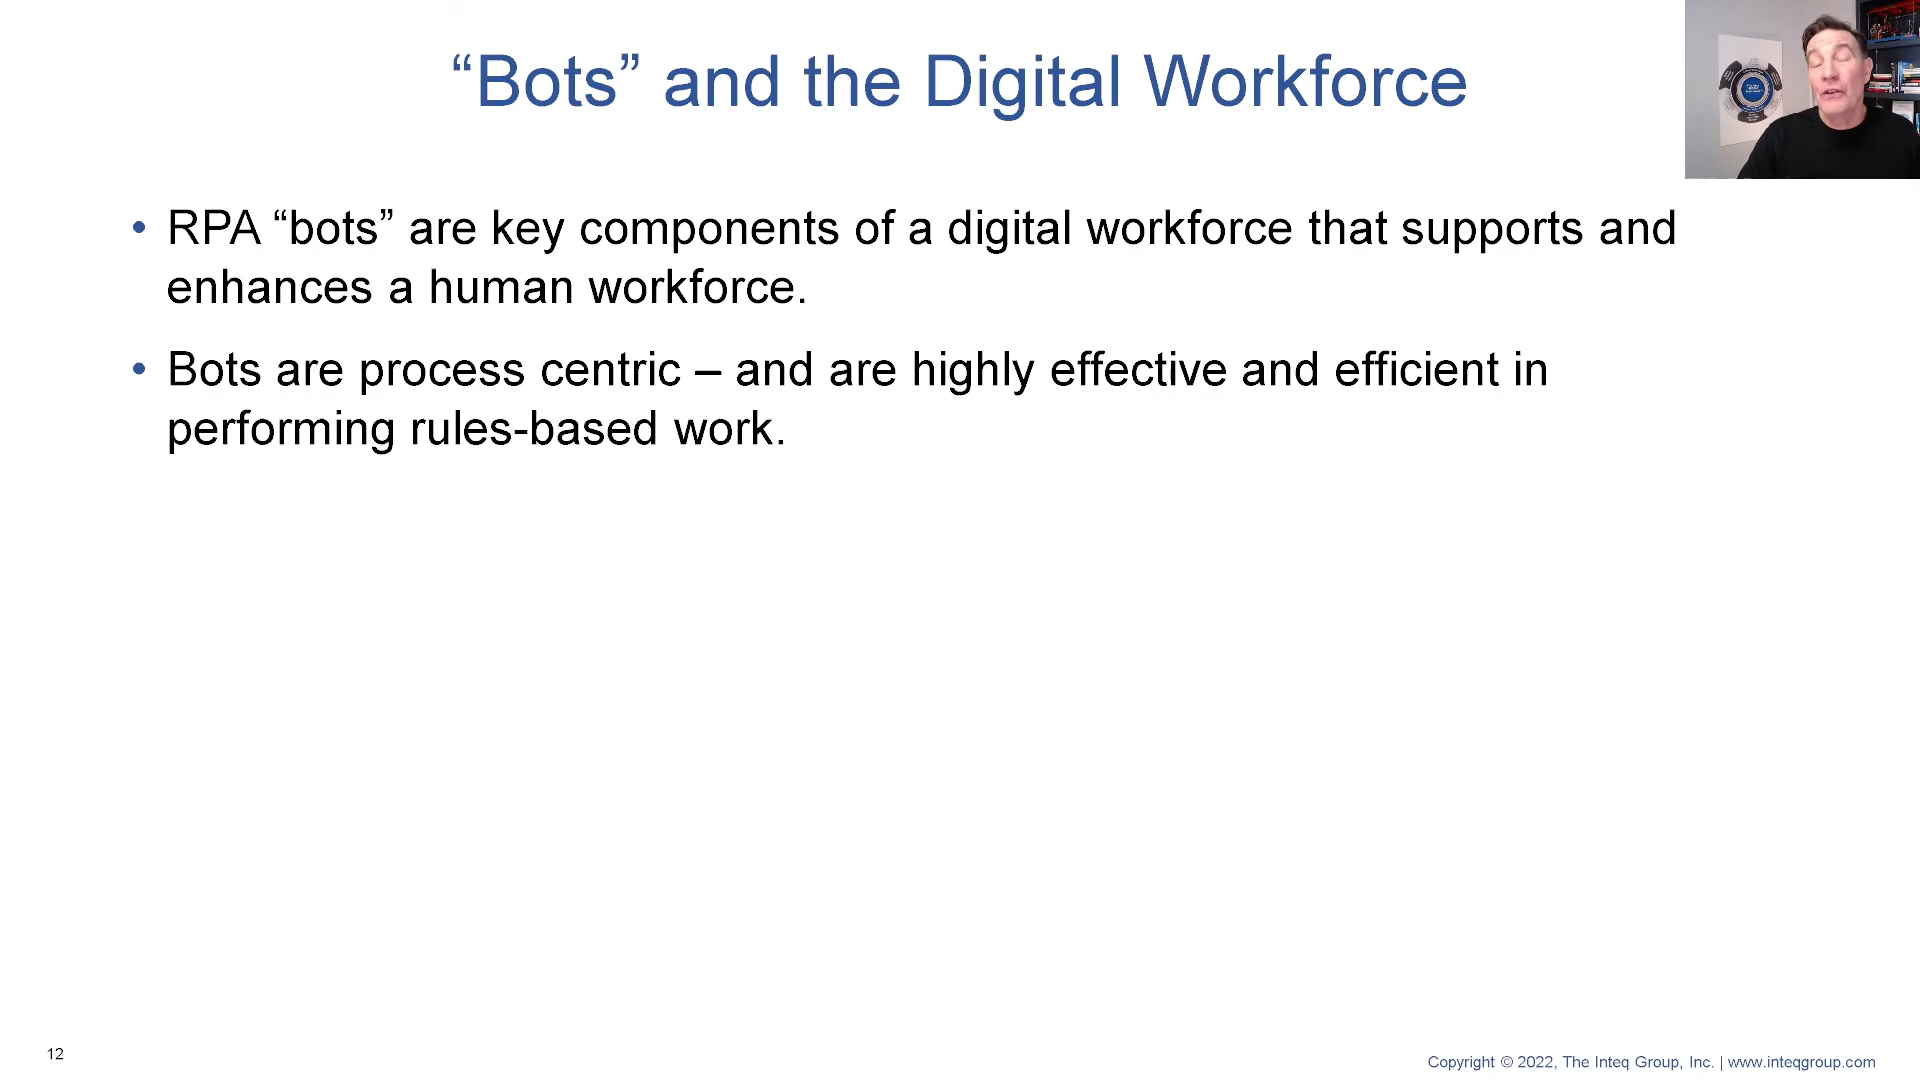 “Bots” and the Digital Workforce
• RPA “bots” are key components of a digital workforce that supports and
enhances a human workforce.
• Bots are process centric – and are highly effective and efficient in
performing rules-based work.
12
Copyright © 2022, The Inteq Group, Inc. | www.inteqgroup.com